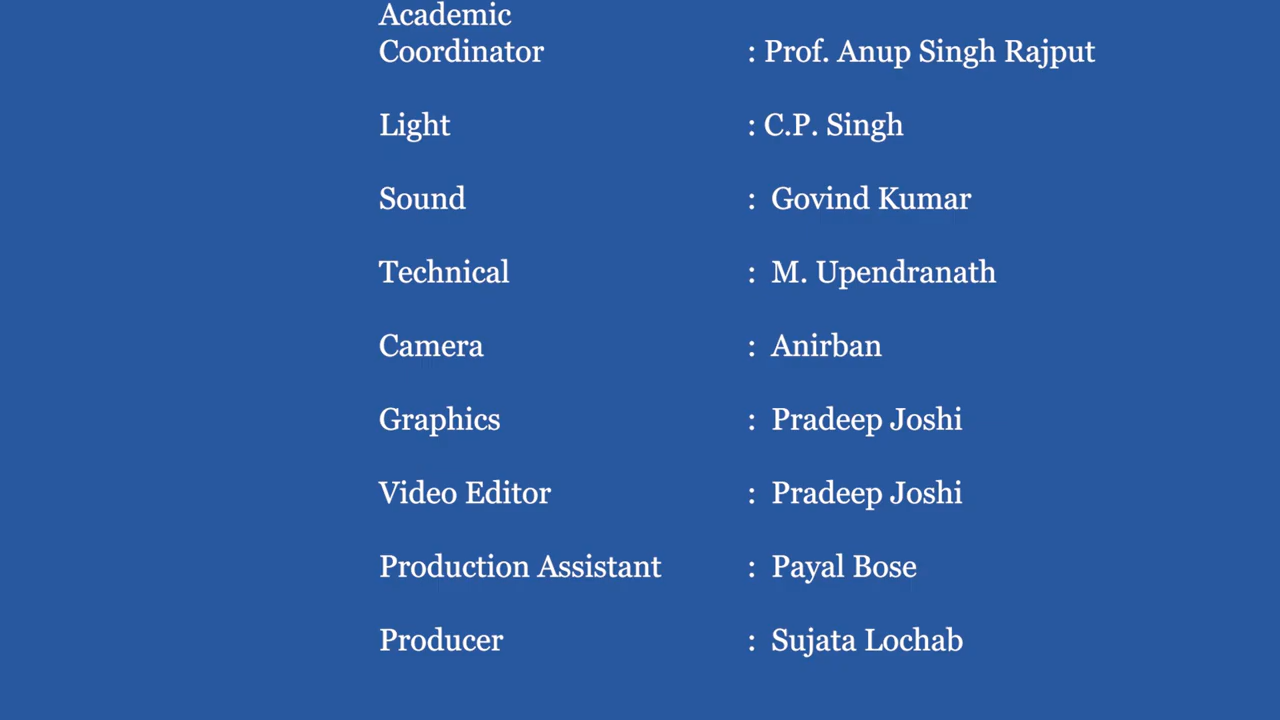 Academic
Coordinator : Prof. Anup Singh Rajput
Light : C.P. Singh
Sound : Govind Kumar
Technical : M. Upendranath
Camera : Anirban
Graphics : Pradeep Joshi
Video Editor : Pradeep Joshi
Production Assistant : Payal Bose
Producer : Sujata Lochab